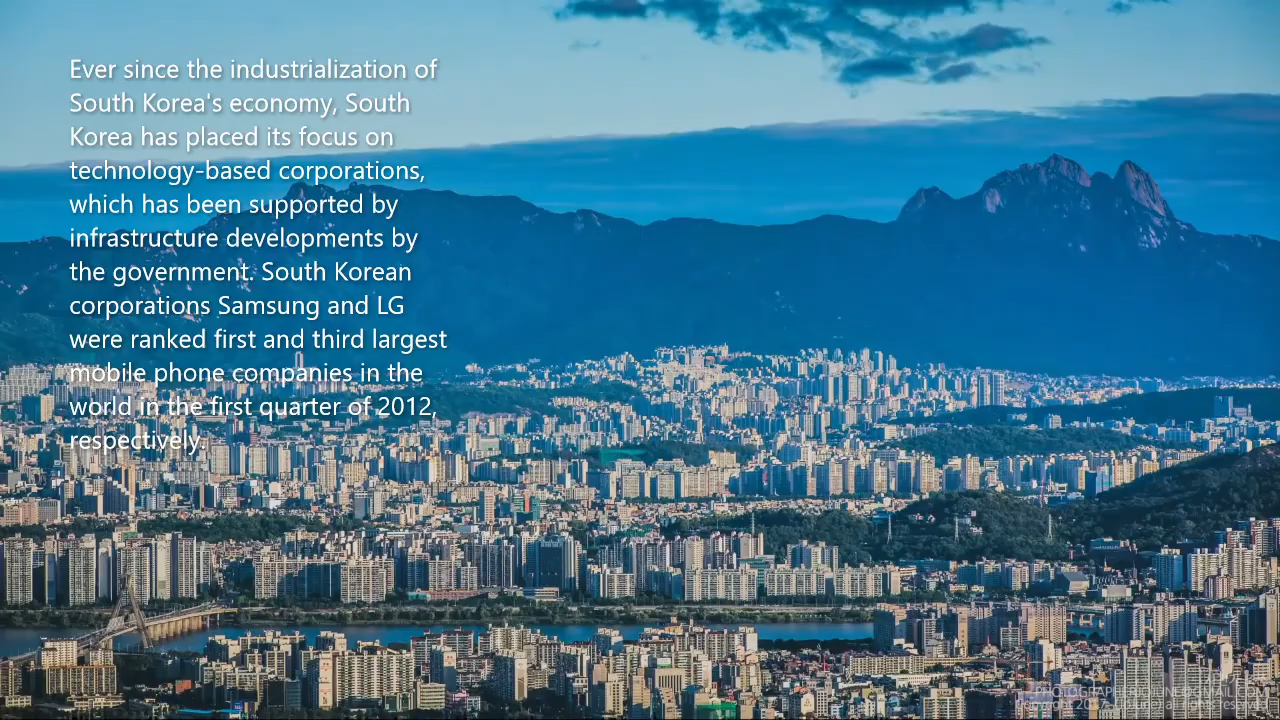 Ever since the industrialization of
South Korea's economy, South
Korea has placed its focus on
technology-based corporations,
which has been supported by
infrastructure developments by
the government. South Korean
corporations Samsung and LG
were ranked first and third largest
mobile phone companies in the
world in the first quarter of 2012,
respectively.